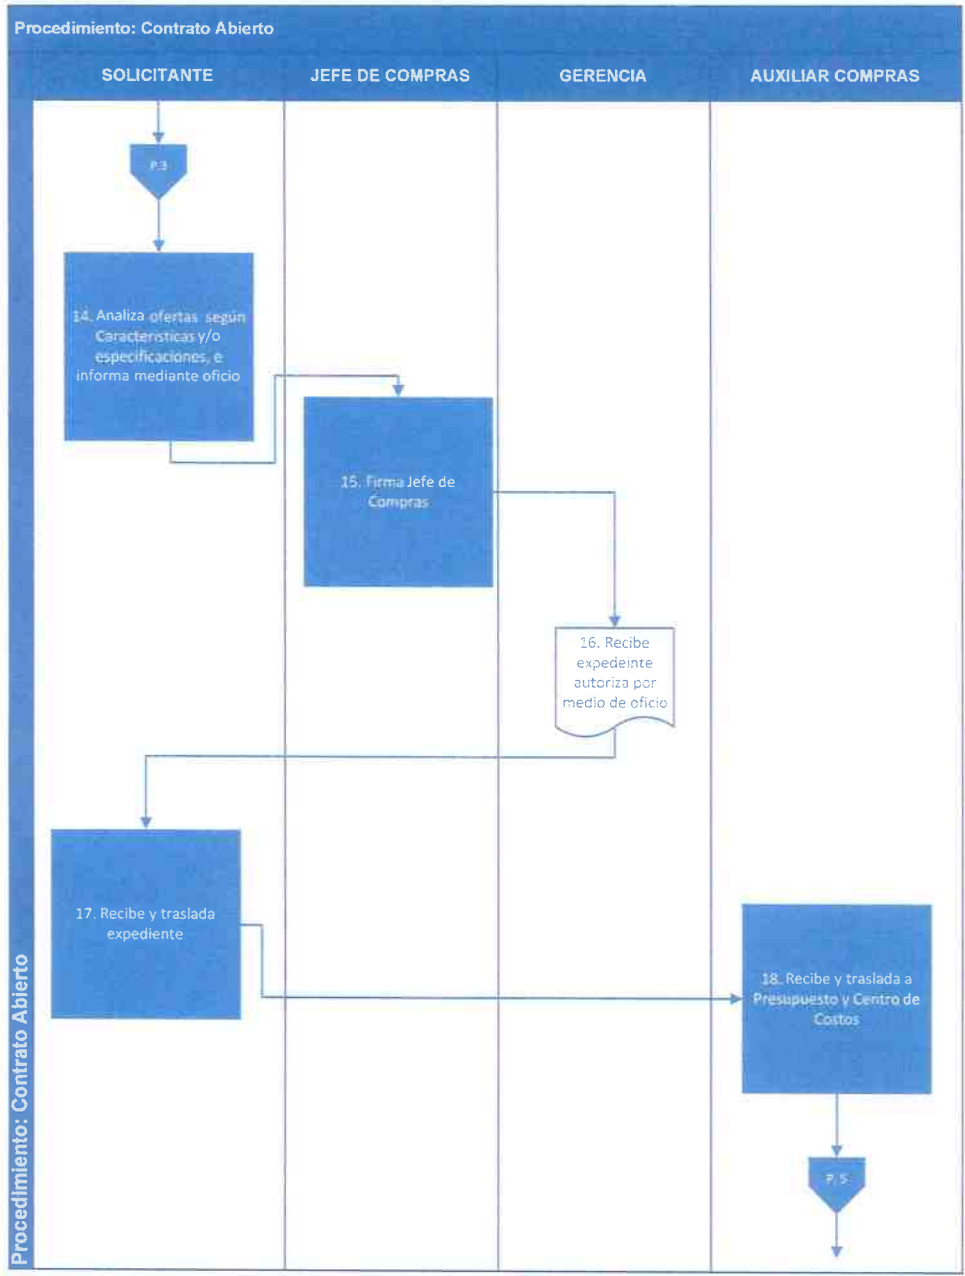 Procedimiento: Contrato Abierto
SOLICITANTE
JEFE DE COMPRAS
GERENCIA
AUXILIAR COMPRAS
P.3
14. Analiza ofertas según
Características y/o
especificaciones, e
informa mediante oficio
15. Firma Jefe de
Compras
16. Recibe
expedeinte
autoriza por
medio de oficio
17. Recibe y traslada
expediente
18. Recibe y traslada a
Presupuesto y Centro de
Costos
P. 5
Procedimiento: Contrato Abierto